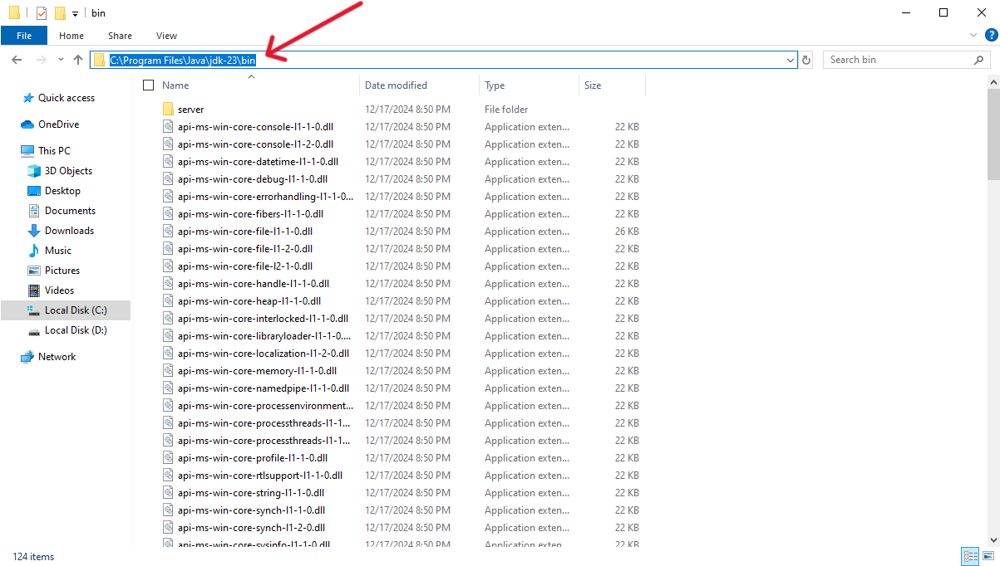 bin
File Home Share View
C:\Program Files\Java\jdk-23\bin Search bin
Name Date modified Type Size
Quick access
OneDrive
This PC
3D Objects
Desktop
Documents
Downloads
Music
Pictures
Videos
Local Disk (C:)
Local Disk (D:)
Network
server 12/17/2024 8:50 PM File folder
api-ms-win-core-console-l1-1-0.dll 12/17/2024 8:50 PM Application exten... 22 KB
api-ms-win-core-console-l1-2-0.dll 12/17/2024 8:50 PM Application exten... 22 KB
api-ms-win-core-datetime-l1-1-0.dll 12/17/2024 8:50 PM Application exten... 22 KB
api-ms-win-core-debug-l1-1-0.dll 12/17/2024 8:50 PM Application exten... 22 KB
api-ms-win-core-errorhandling-l1-1-0... 12/17/2024 8:50 PM Application exten... 22 KB
api-ms-win-core-fibers-l1-1-0.dll 12/17/2024 8:50 PM Application exten... 22 KB
api-ms-win-core-file-l1-1-0.dll 12/17/2024 8:50 PM Application exten... 26 KB
api-ms-win-core-file-l1-2-0.dll 12/17/2024 8:50 PM Application exten... 22 KB
api-ms-win-core-file-l2-1-0.dll 12/17/2024 8:50 PM Application exten... 22 KB
api-ms-win-core-handle-l1-1-0.dll 12/17/2024 8:50 PM Application exten... 22 KB
api-ms-win-core-heap-l1-1-0.dll 12/17/2024 8:50 PM Application exten... 22 KB
api-ms-win-core-interlocked-l1-1-0.dll 12/17/2024 8:50 PM Application exten... 22 KB
api-ms-win-core-libraryloader-l1-1-0.... 12/17/2024 8:50 PM Application exten... 22 KB
api-ms-win-core-localization-l1-2-0.dll 12/17/2024 8:50 PM Application exten... 22 KB
api-ms-win-core-memory-l1-1-0.dll 12/17/2024 8:50 PM Application exten... 22 KB
api-ms-win-core-namedpipe-l1-1-0.dll 12/17/2024 8:50 PM Application exten... 22 KB
api-ms-win-core-processenvironment... 12/17/2024 8:50 PM Application exten... 22 KB
api-ms-win-core-processthreads-l1-1... 12/17/2024 8:50 PM Application exten... 22 KB
api-ms-win-core-processthreads-l1-1... 12/17/2024 8:50 PM Application exten... 22 KB
api-ms-win-core-profile-l1-1-0.dll 12/17/2024 8:50 PM Application exten... 22 KB
api-ms-win-core-rtlsupport-l1-1-0.dll 12/17/2024 8:50 PM Application exten... 22 KB
api-ms-win-core-string-l1-1-0.dll 12/17/2024 8:50 PM Application exten... 22 KB
api-ms-win-core-synch-l1-1-0.dll 12/17/2024 8:50 PM Application exten... 22 KB
api-ms-win-core-synch-l1-2-0.dll 12/17/2024 8:50 PM Application exten... 22 KB
api-ms-win-core-sysinfo-l1-1-0.dll 12/17/2024 8:50 PM Application exten... 22 KB
124 items